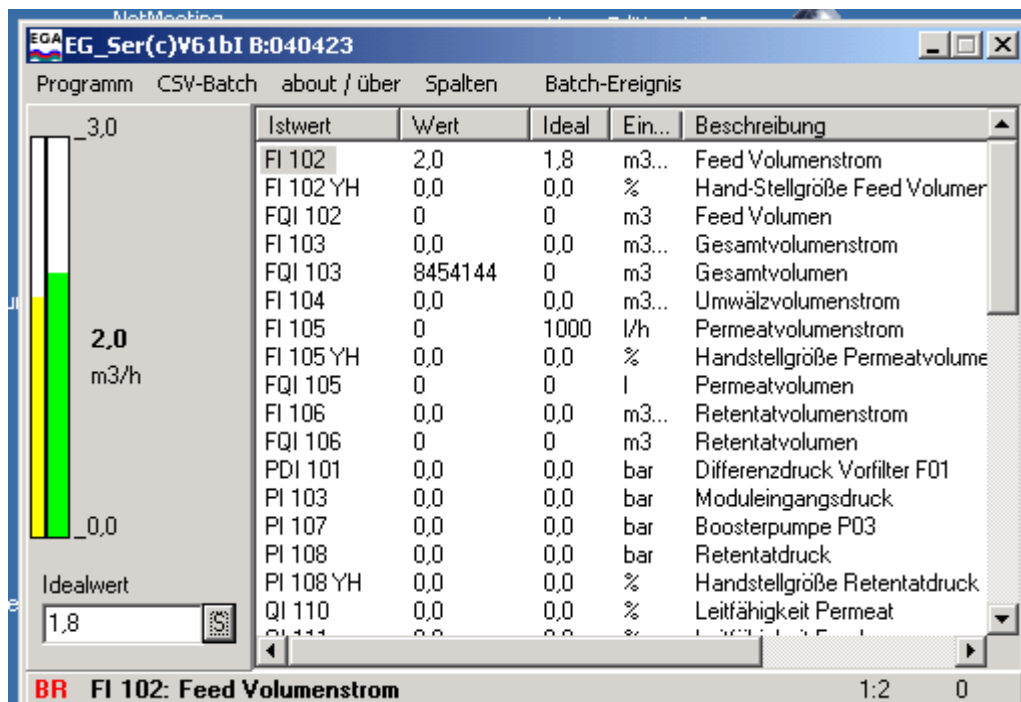 NetMeeting
EGA EG_Ser(c)V61bI B:040423
Programm CSV-Batch about / über Spalten Batch-Ereignis
_3,0
2,0
m3/h
_0,0
Idealwert
1,8 S
Istwert Wert Ideal Ein... Beschreibung
FI 102 2,0 1,8 m3... Feed Volumenstrom
FI 102 YH 0,0 0,0 % Hand-Stellgröße Feed Volumen
FQI 102 0 0 m3 Feed Volumen
FI 103 0,0 0,0 m3... Gesamtvolumenstrom
FQI 103 8454144 0 m3 Gesamtvolumen
FI 104 0,0 0,0 m3... Umwälzvolumenstrom
FI 105 0 1000 l/h Permeatvolumenstrom
FI 105 YH 0,0 0,0 % Handstellgröße Permeatvolume
FQI 105 0 0 l Permeatvolumen
FI 106 0,0 0,0 m3... Retentatvolumenstrom
FQI 106 0 0 m3 Retentatvolumen
PDI 101 0,0 0,0 bar Differenzdruck Vorfilter F01
PI 103 0,0 0,0 bar Moduleingangsdruck
PI 107 0,0 0,0 bar Boosterpumpe P03
PI 108 0,0 0,0 bar Retentatdruck
PI 108 YH 0,0 0,0 % Handstellgröße Retentatdruck
QI 110 0,0 0,0 % Leitfähigkeit Permeat
BR FI 102: Feed Volumenstrom 1:2 0